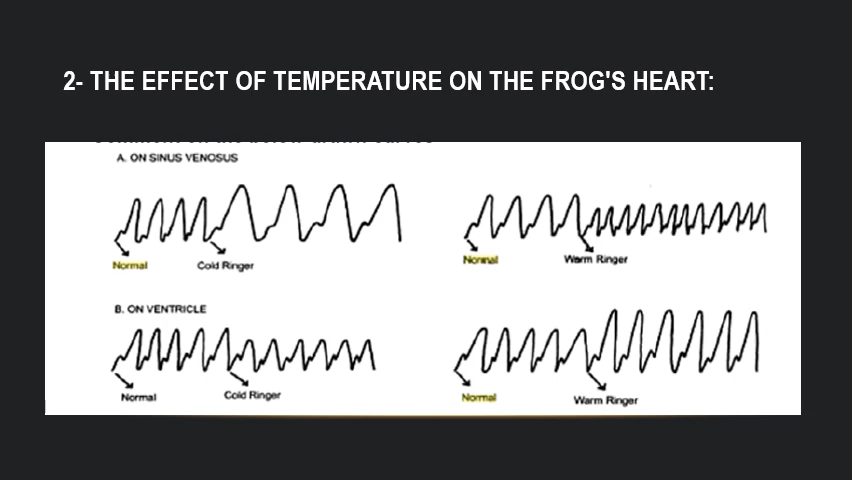 2- THE EFFECT OF TEMPERATURE ON THE FROG'S HEART:
A. ON SINUS VENOSUS
Normal
Cold Ringer
Normal
Warm Ringer
B. ON VENTRICLE
Normal
Cold Ringer
Normal
Warm Ringer